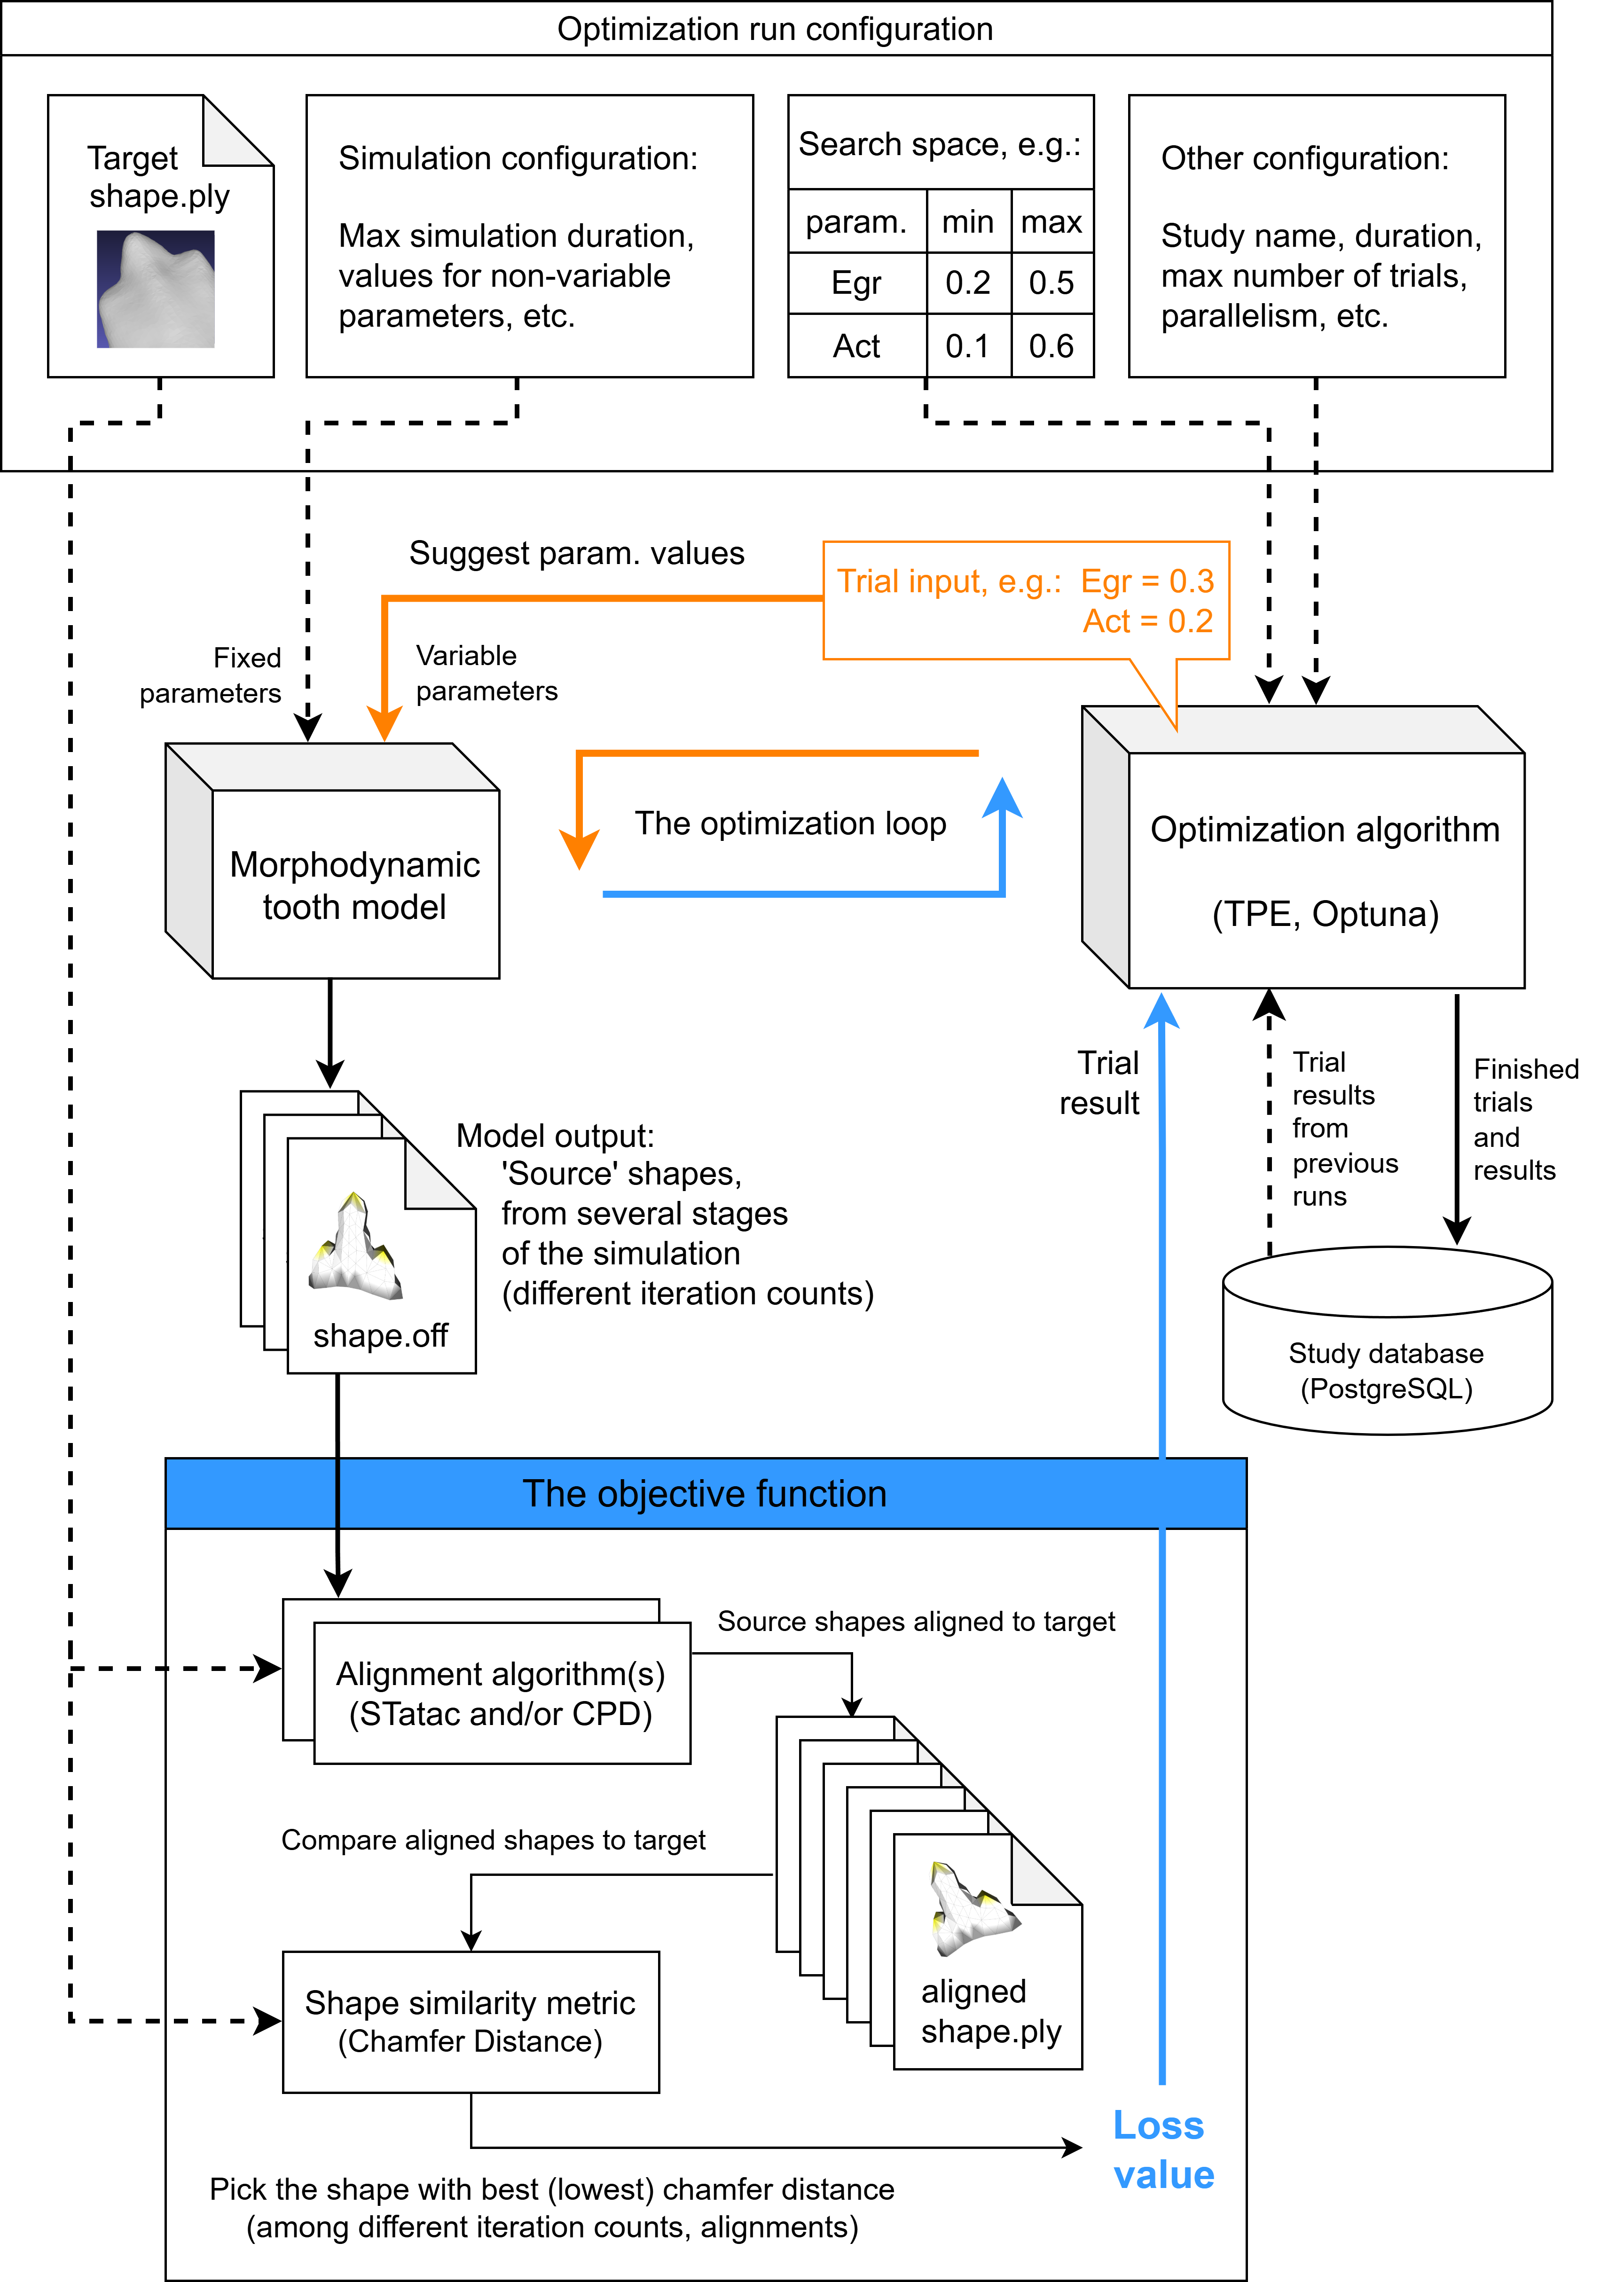 Optimization run configuration
Target
shape.ply
Simulation configuration:
Max simulation duration,
values for non-variable
parameters, etc.
Search space, e.g.:
param. min max
Egr 0.2 0.5
Act 0.1 0.6
Other configuration:
Study name, duration,
max number of trials,
parallelism, etc.
Suggest param. values
Trial input, e.g.: Egr = 0.3
Act = 0.2
Fixed
parameters
Variable
parameters
Morphodynamic
tooth model
The optimization loop
Optimization algorithm
(TPE, Optuna)
Trial
result
Trial
results
from
previous
runs
Finished
trials
and
results
Model output:
'Source' shapes,
from several stages
of the simulation
(different iteration counts)
shape.off
Study database
(PostgreSQL)
The objective function
Source shapes aligned to target
Alignment algorithm(s)
(STatac and/or CPD)
Compare aligned shapes to target
aligned
shape.ply
Shape similarity metric
(Chamfer Distance)
Loss
value
Pick the shape with best (lowest) chamfer distance
(among different iteration counts, alignments)